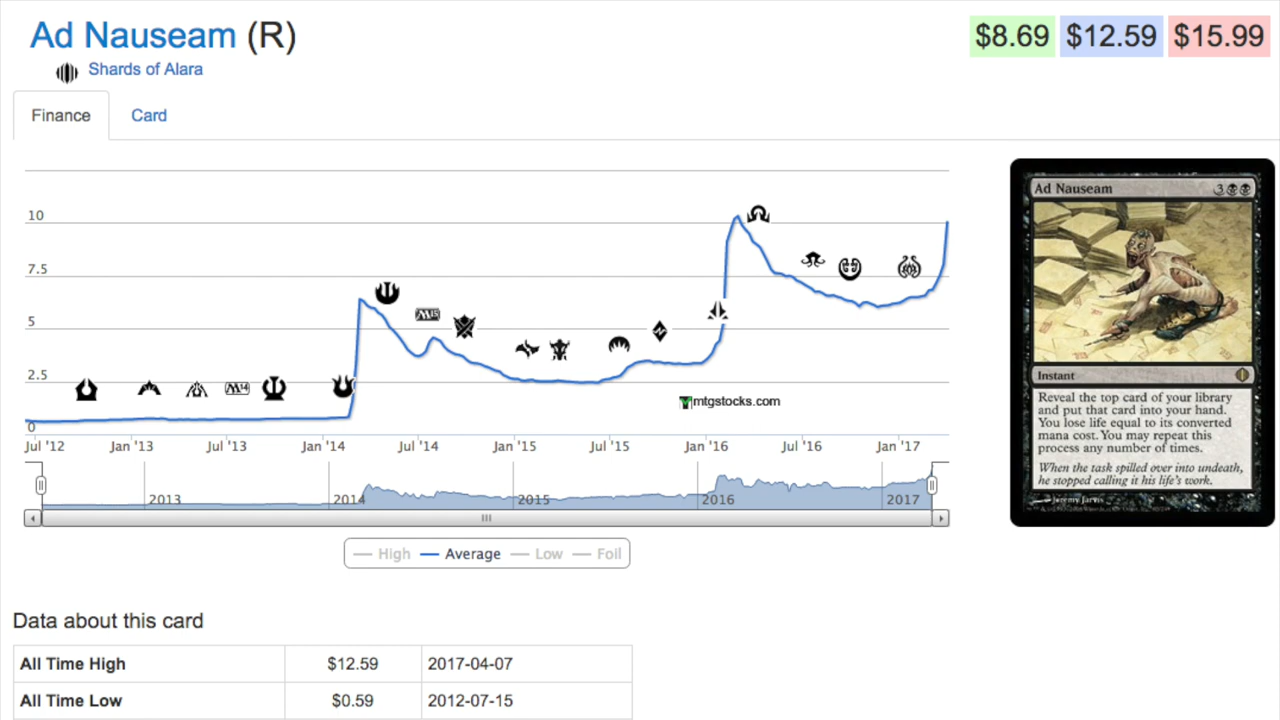 Ad Nauseam (R)
$8.69 $12.59 $15.99
Shards of Alara
Finance Card
10
7.5
5
2.5
0
M15
M14
mtgstocks.com
Jul '12 Jan '13 Jul '13 Jan '14 Jul '14 Jan '15 Jul '15 Jan '16 Jul '16 Jan '17
2013 2014 2015 2016 2017
High Average Low Foil
Ad Nauseam 3
Instant
Reveal the top card of your library
and put that card into your hand.
You lose life equal to its converted
mana cost. You may repeat this
process any number of times.
When the task spilled over into undeath,
he stopped calling it his life's work.
Jeremy Jarvis
Data about this card
All Time High $12.59 2017-04-07
All Time Low $0.59 2012-07-15